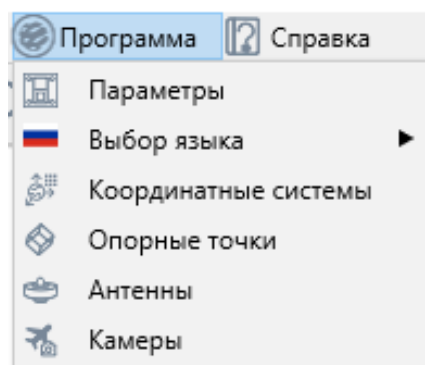 Программа Справка
Параметры
Выбор языка
Координатные системы
Опорные точки
Антенны
Камеры